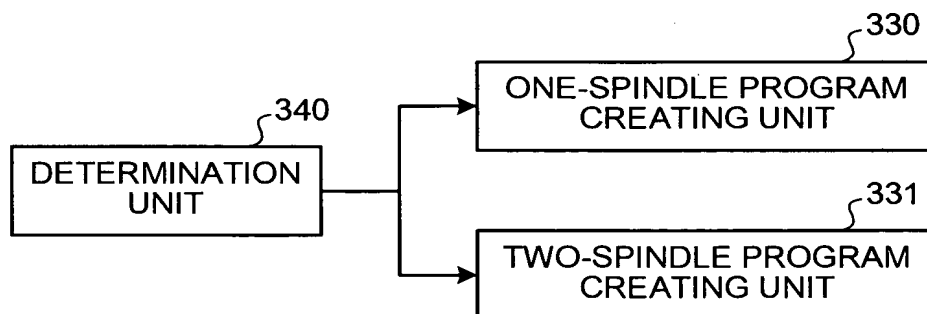 330
ONE-SPINDLE PROGRAM
CREATING UNIT
340
DETERMINATION
UNIT
331
TWO-SPINDLE PROGRAM
CREATING UNIT